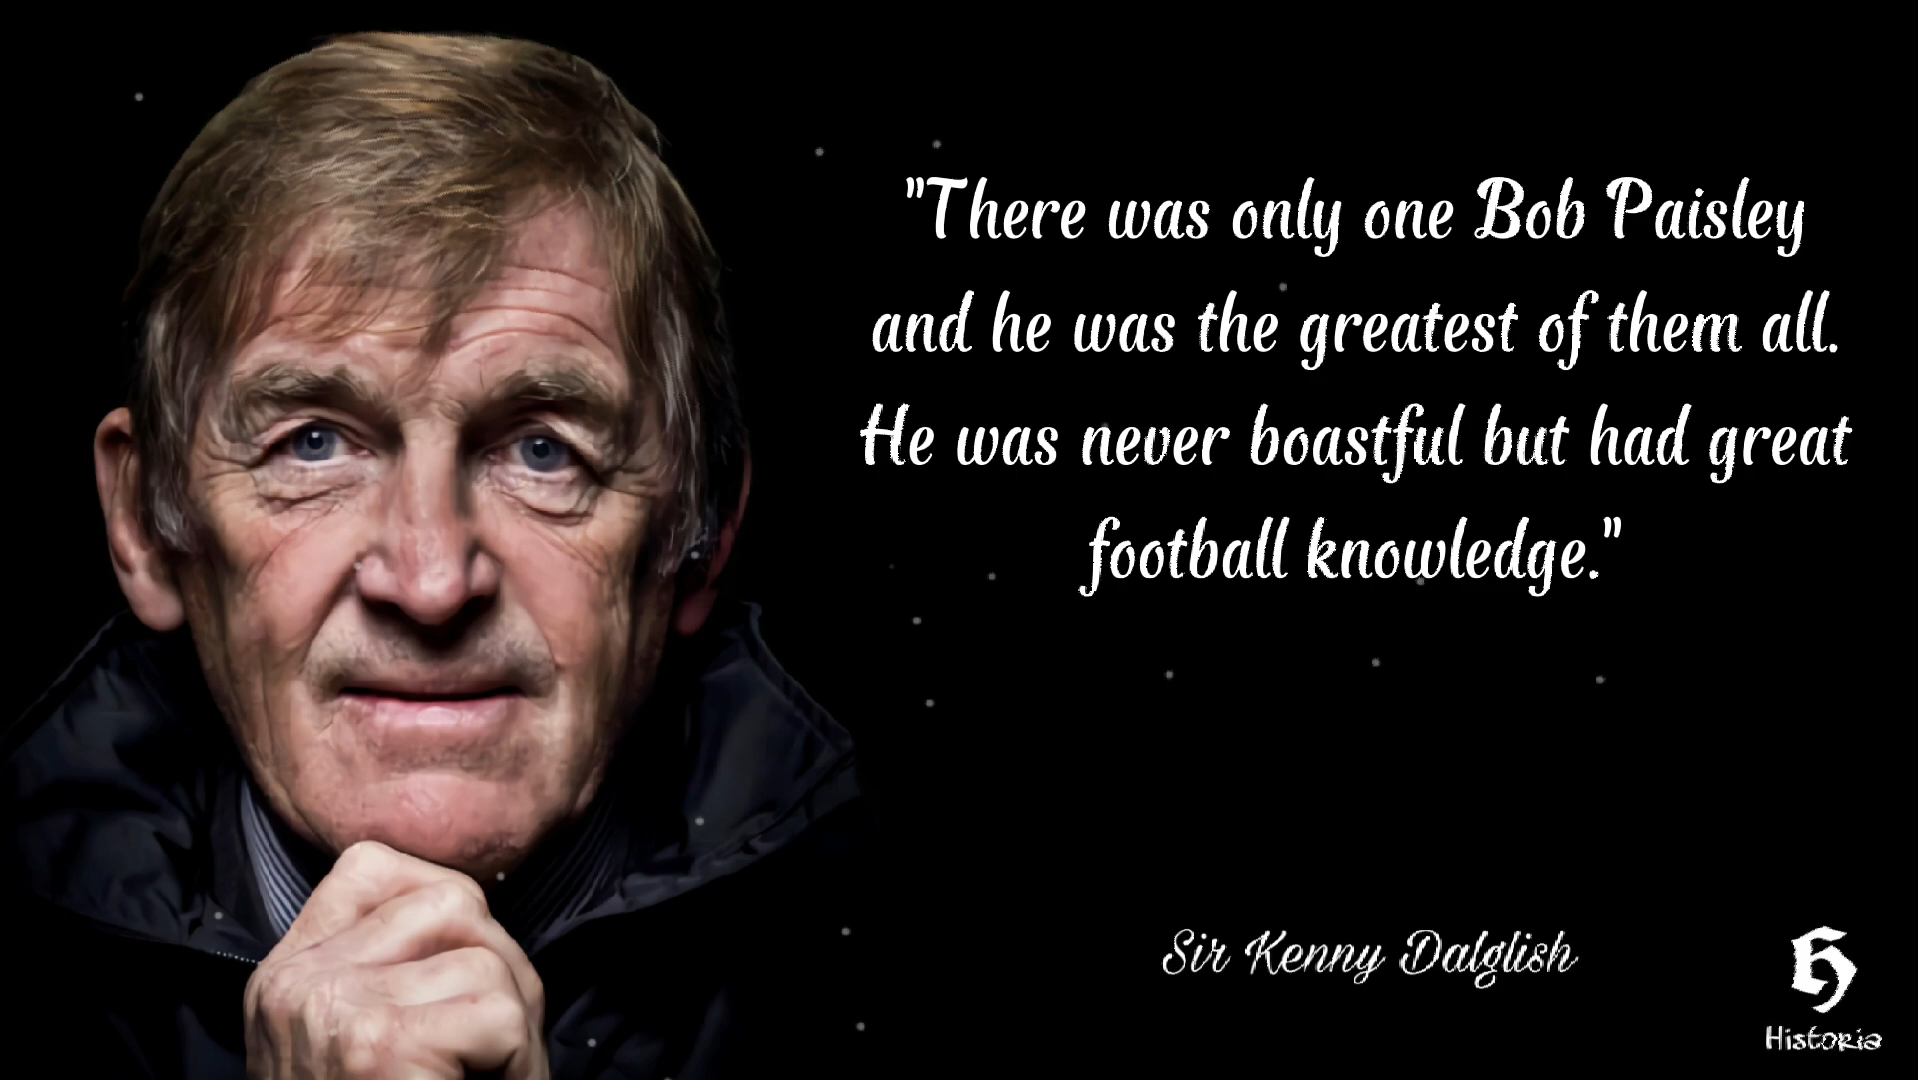 "There was only one Bob Paisley
and he was the greatest of them all.
He was never boastful but had great
football knowledge."
Sir Kenny Dalglish
H
Historia